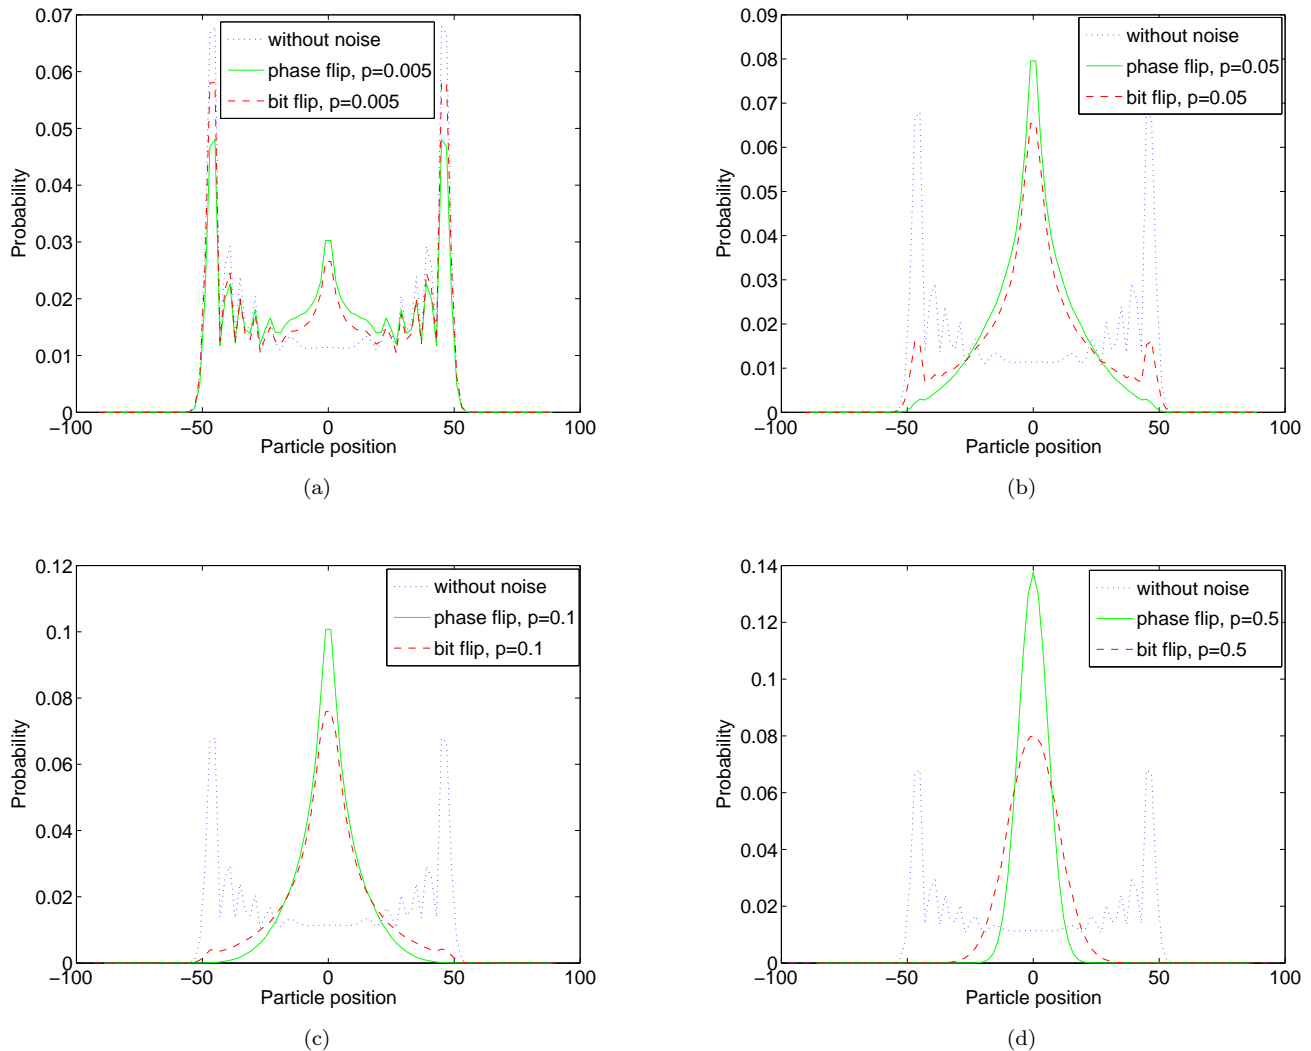 0.07
0.06
0.05
0.04
0.03
0.02
0.01
0
−100
−50
0
50
100
Probability
Particle position
without noise
phase flip, p=0.005
bit flip, p=0.005
(a)
0.09
0.08
0.07
0.06
0.05
0.04
0.03
0.02
0.01
0
−100
−50
0
50
100
Probability
Particle position
without noise
phase flip, p=0.05
bit flip, p=0.05
(b)
0.12
0.1
0.08
0.06
0.04
0.02
0
−100
−50
0
50
100
Probability
Particle position
without noise
phase flip, p=0.1
bit flip, p=0.1
(c)
0.14
0.12
0.1
0.08
0.06
0.04
0.02
0
−100
−50
0
50
100
Probability
Particle position
without noise
phase flip, p=0.5
bit flip, p=0.5
(d)